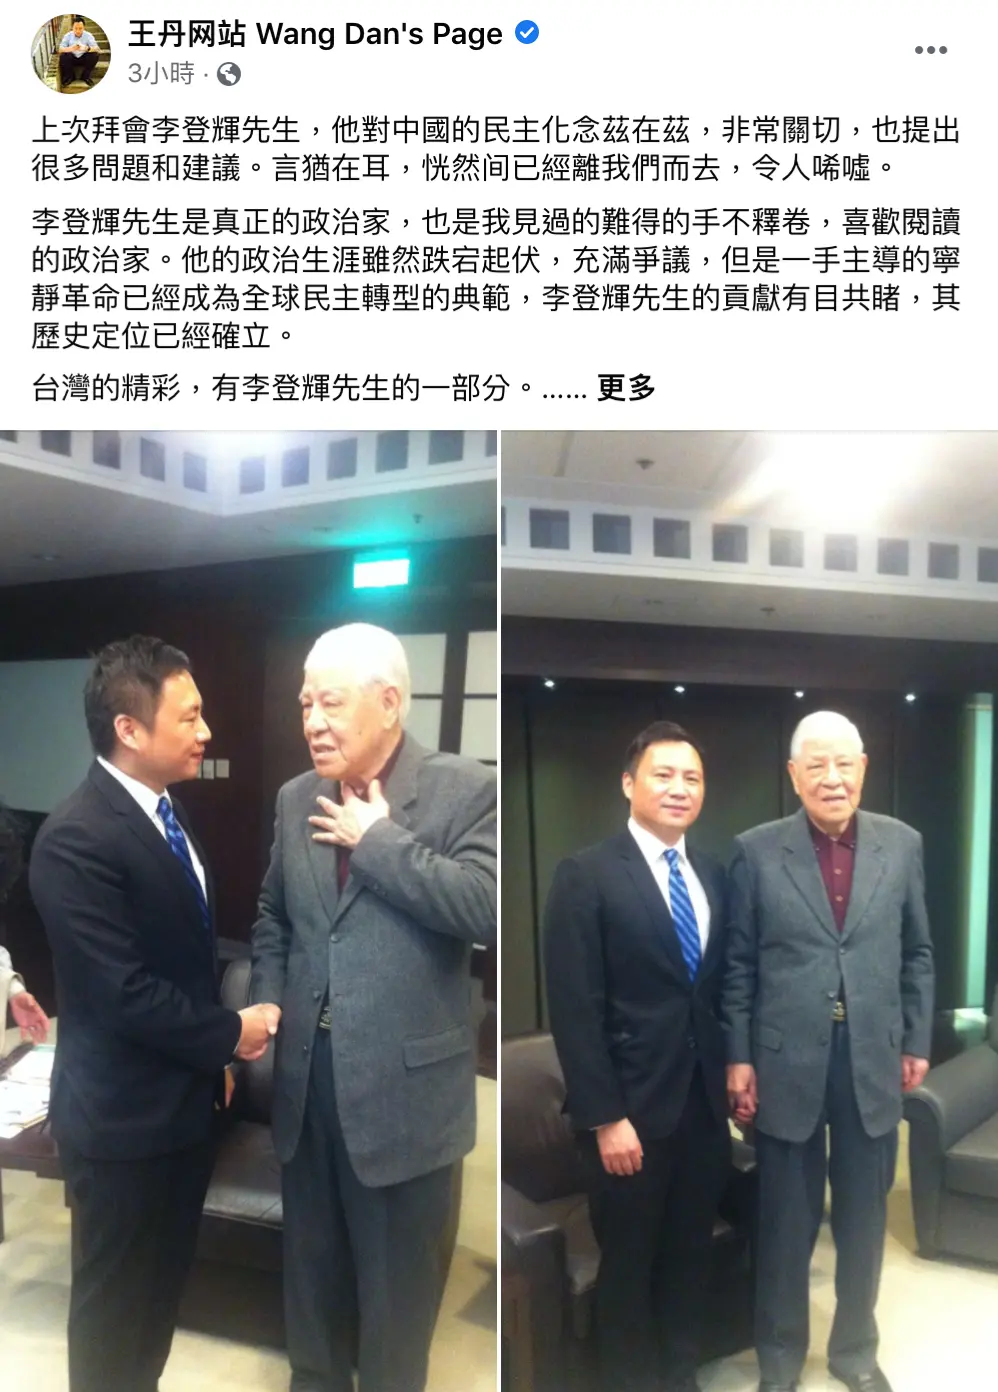 王丹网站 Wang Dan's Page
3小時 ·
上次拜會李登輝先生，他對中國的民主化念茲在茲，非常關切，也提出
很多問題和建議。言猶在耳，恍然间已經離我們而去，令人唏噓。
李登輝先生是真正的政治家，也是我見過的難得的手不釋卷，喜歡閱讀
的政治家。他的政治生涯雖然跌宕起伏，充滿爭議，但是一手主導的寧
靜革命已經成為全球民主轉型的典範，李登輝先生的貢獻有目共睹，其
歷史定位已經確立。
台灣的精彩，有李登輝先生的一部分。…… 更多